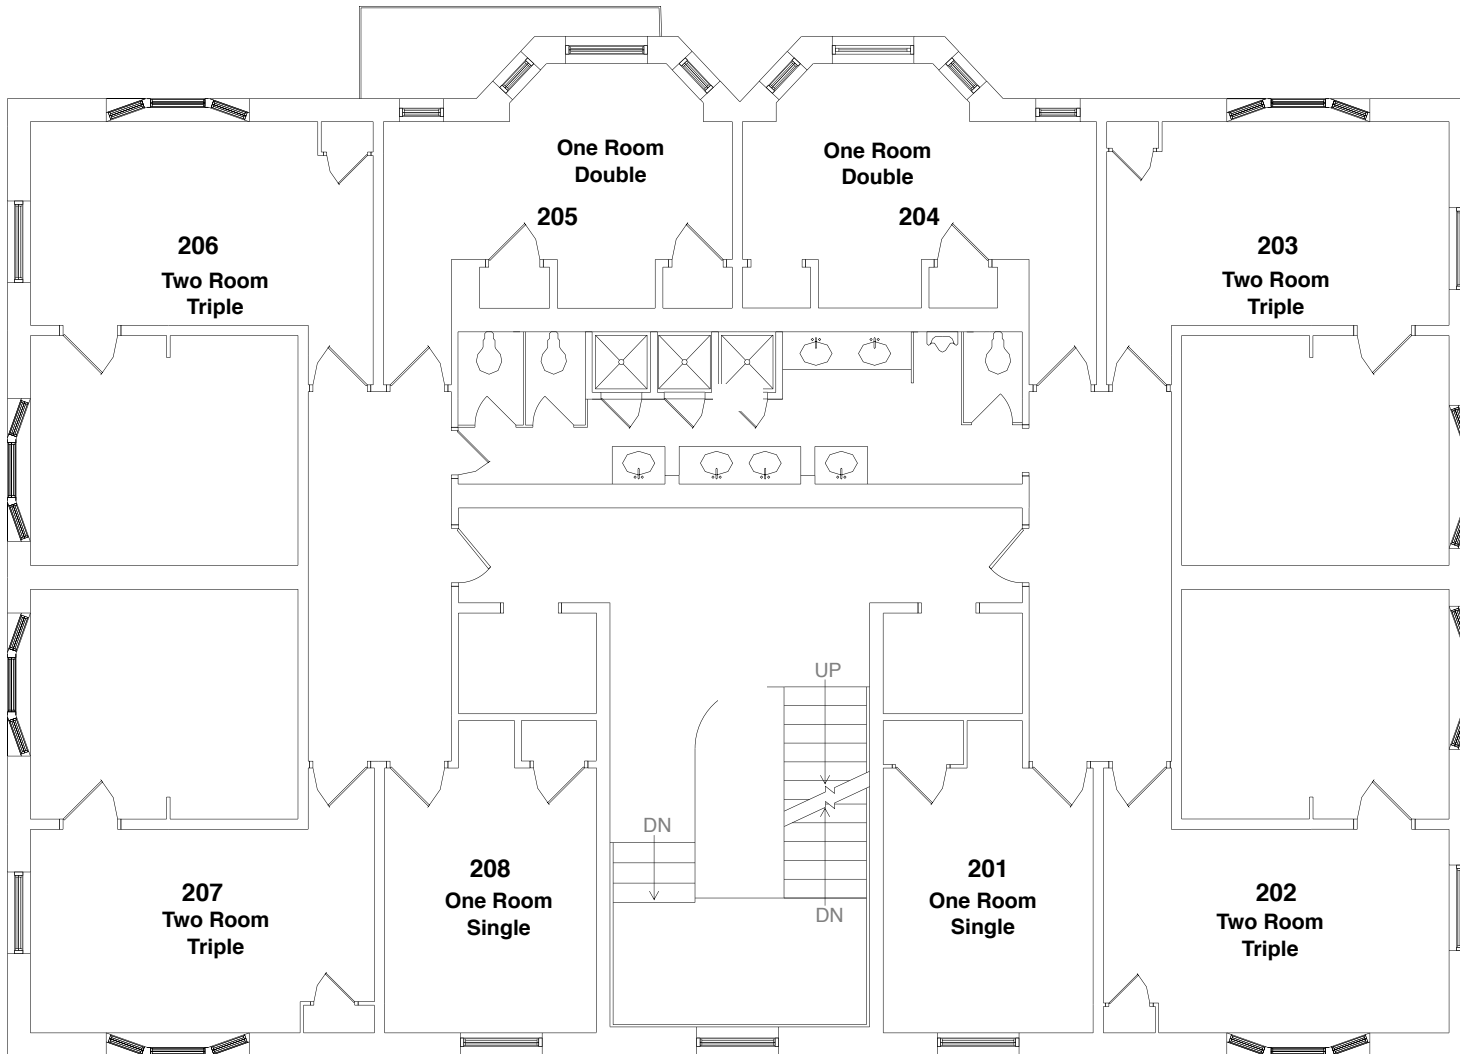 One Room
Double
205
One Room
Double
204
206
Two Room
Triple
203
Two Room
Triple
UP
DN
DN
208
One Room
Single
201
One Room
Single
207
Two Room
Triple
202
Two Room
Triple